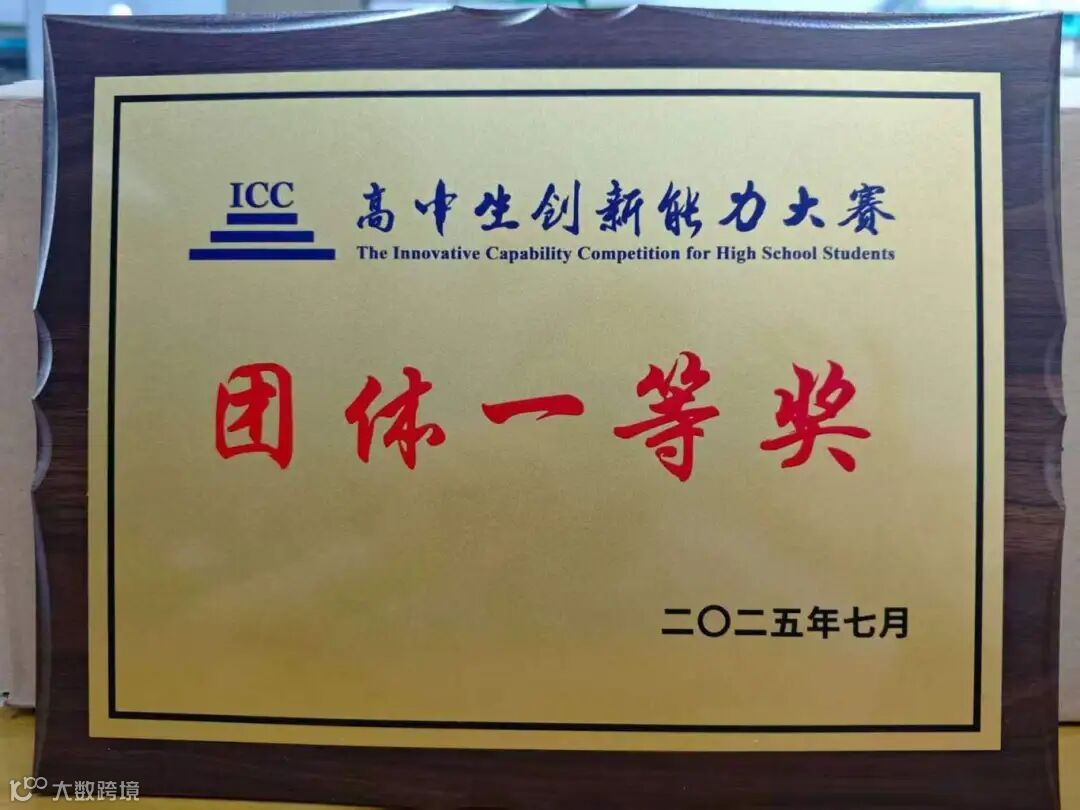 ICC
高中生创新能力大赛
The Innovative Capability Competition for High School Students
团体一等奖
二〇二五年七月
大数跨境